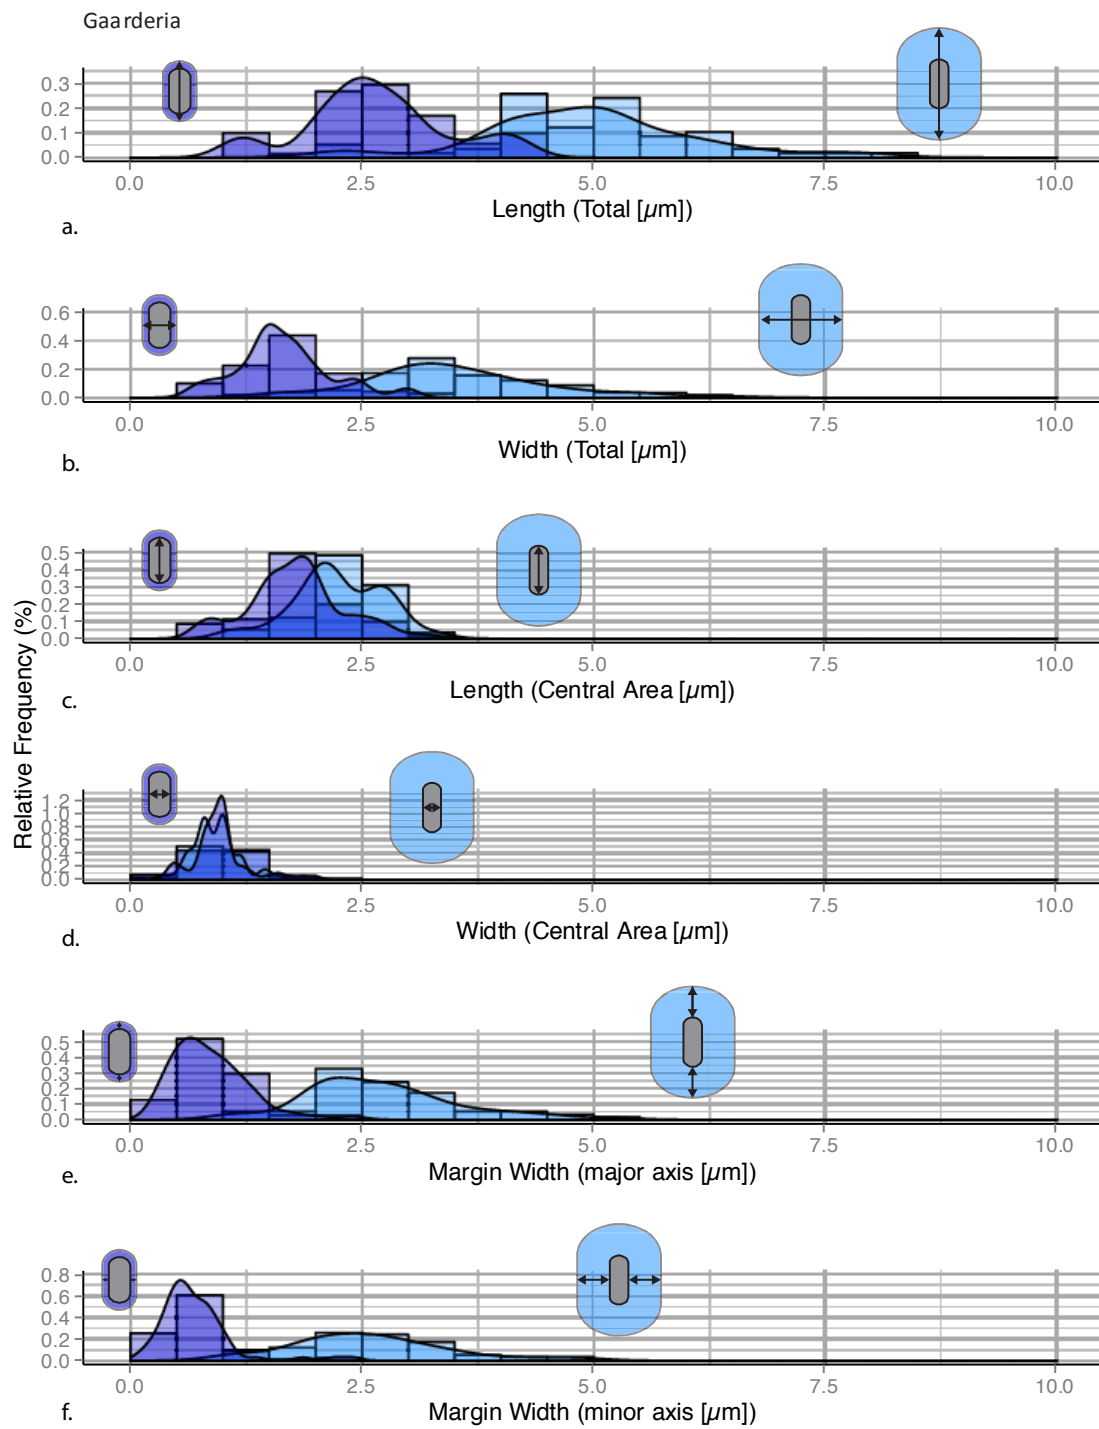 Gaarderia
0.3
0.2
0.1
0.0
0.0 2.5 5.0 7.5 10.0
Length (Total [µm])
a.
0.6
0.4
0.2
0.0
0.0 2.5 5.0 7.5 10.0
Width (Total [µm])
b.
0.5
0.4
0.3
0.2
0.1
0.0
0.0 2.5 5.0 7.5 10.0
Length (Central Area [µm])
c.
Relative Frequency (%)
1.2
1.0
0.8
0.6
0.4
0.2
0.0
0.0 2.5 5.0 7.5 10.0
Width (Central Area [µm])
d.
0.5
0.4
0.3
0.2
0.1
0.0
0.0 2.5 5.0 7.5 10.0
Margin Width (major axis [µm])
e.
0.8
0.6
0.4
0.2
0.0
0.0 2.5 5.0 7.5 10.0
Margin Width (minor axis [µm])
f.